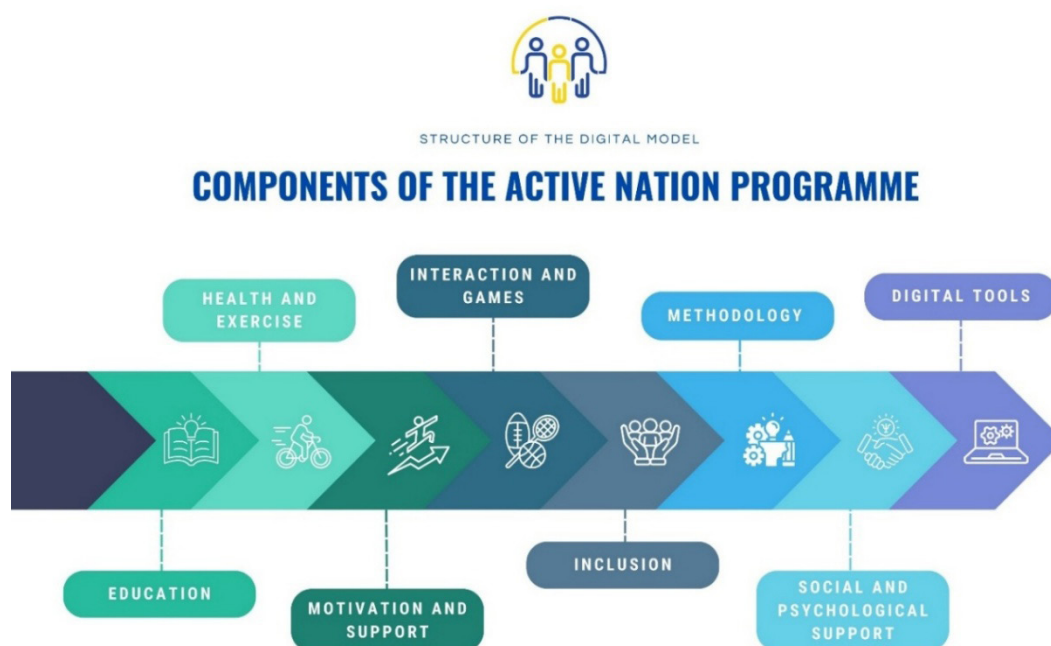 STRUCTURE OF THE DIGITAL MODEL
COMPONENTS OF THE ACTIVE NATION PROGRAMME
HEALTH AND
EXERCISE
INTERACTION AND
GAMES
METHODOLOGY
DIGITAL TOOLS
EDUCATION
MOTIVATION AND
SUPPORT
INCLUSION
SOCIAL AND
PSYCHOLOGICAL
SUPPORT